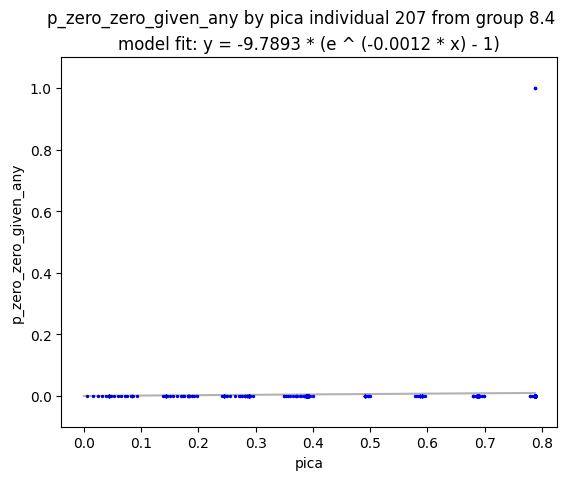 p_zero_zero_given_any by pica individual 207 from group 8.4
model fit: y = -9.7893 * (e ^ (-0.0012 * x) - 1)
p_zero_zero_given_any
1.0
0.8
0.6
0.4
0.2
0.0
0.0 0.1 0.2 0.3 0.4 0.5 0.6 0.7 0.8
pica